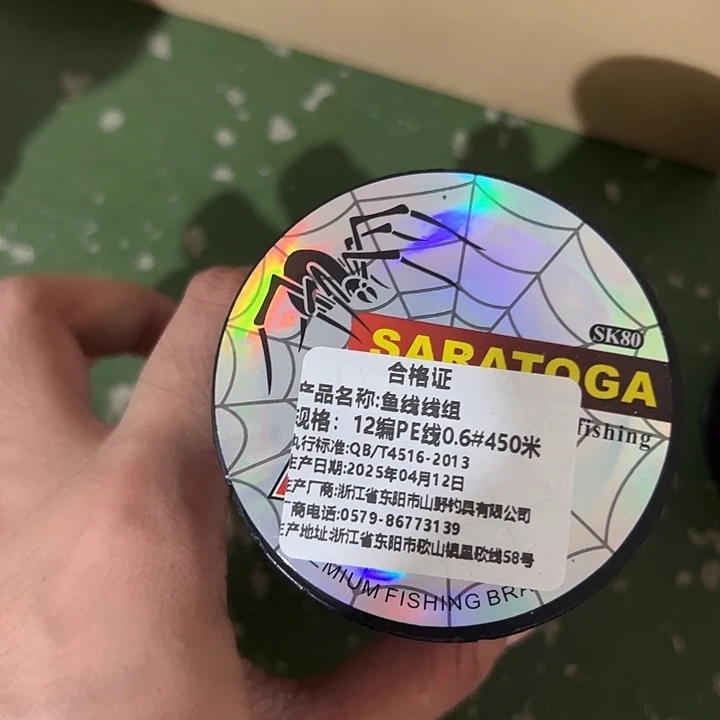 SK80
SARATOGA
fishing
合格证
产品名称:鱼线线组
规格：12编PE线0.6#450米
执行标准:QB/T4516-2013
生产日期:2025年04月12日
生产厂商:浙江省东阳市山野钓具有限公司
厂商电话:0579-86773139
生产地址:浙江省东阳市歌山镇北欧线58号
PREMIUM FISHING BRA